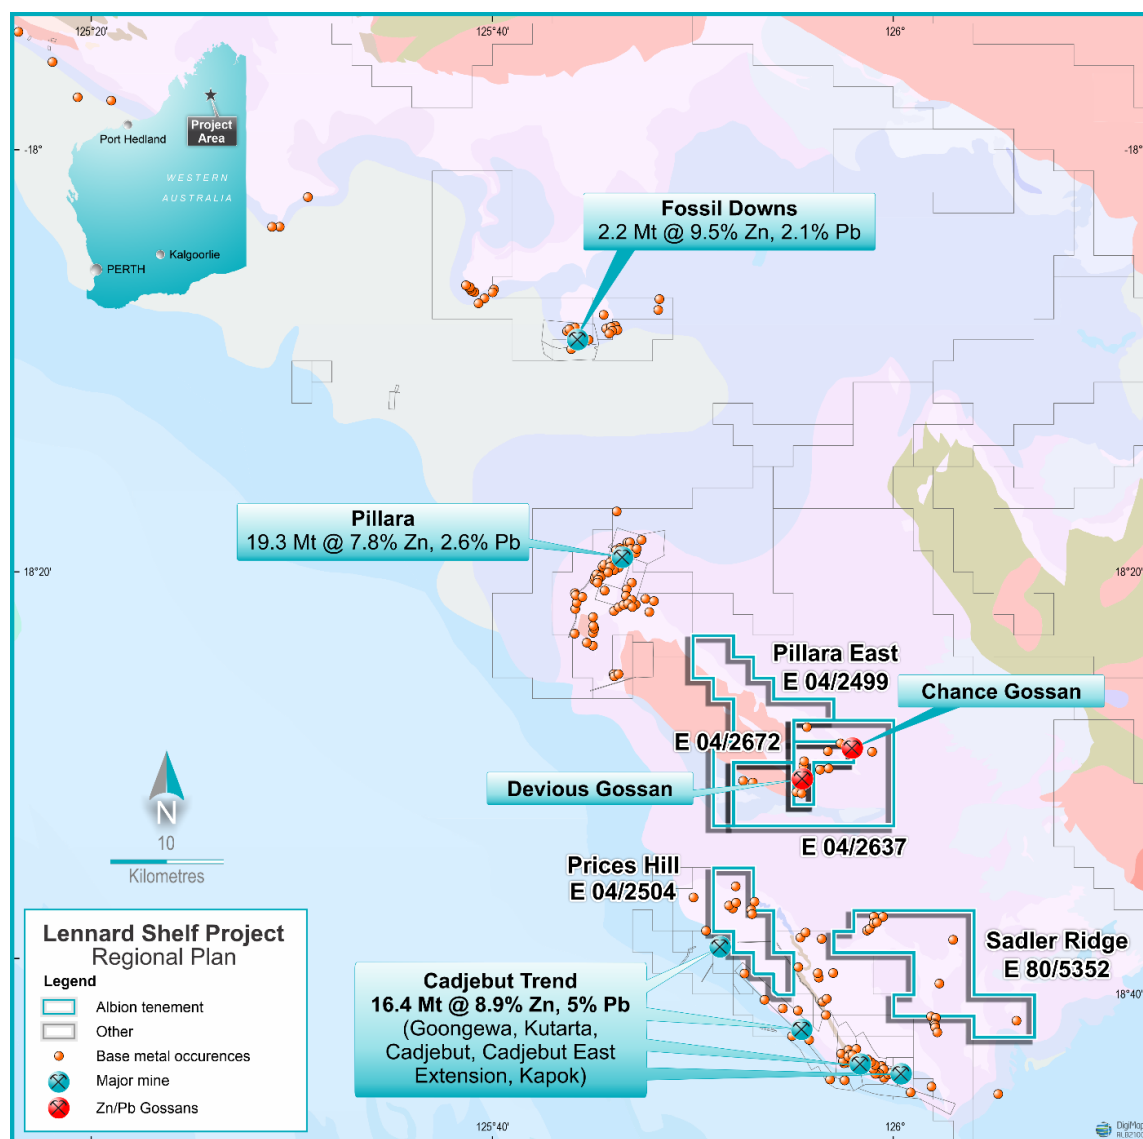 125°20'
125°40'
126°
-18°
-18°
Port Hedland
Project
Area
WESTERN
AUSTRALIA
Kalgoorlie
PERTH
Fossil Downs
2.2 Mt @ 9.5% Zn, 2.1% Pb
Pillara
19.3 Mt @ 7.8% Zn, 2.6% Pb
18°20'
18°20'
Pillara East
E 04/2499
Chance Gossan
E 04/2672
Devious Gossan
E 04/2637
N
10
Kilometres
Prices Hill
E 04/2504
Sadler Ridge
E 80/5352
18°40'
Cadjebut Trend
16.4 Mt @ 8.9% Zn, 5% Pb
(Goongewa, Kutarta,
Cadjebut, Cadjebut East
Extension, Kapok)
Lennard Shelf Project
Regional Plan
Legend
Albion tenement
Other
Base metal occurences
Major mine
Zn/Pb Gossans
125°40'
126°